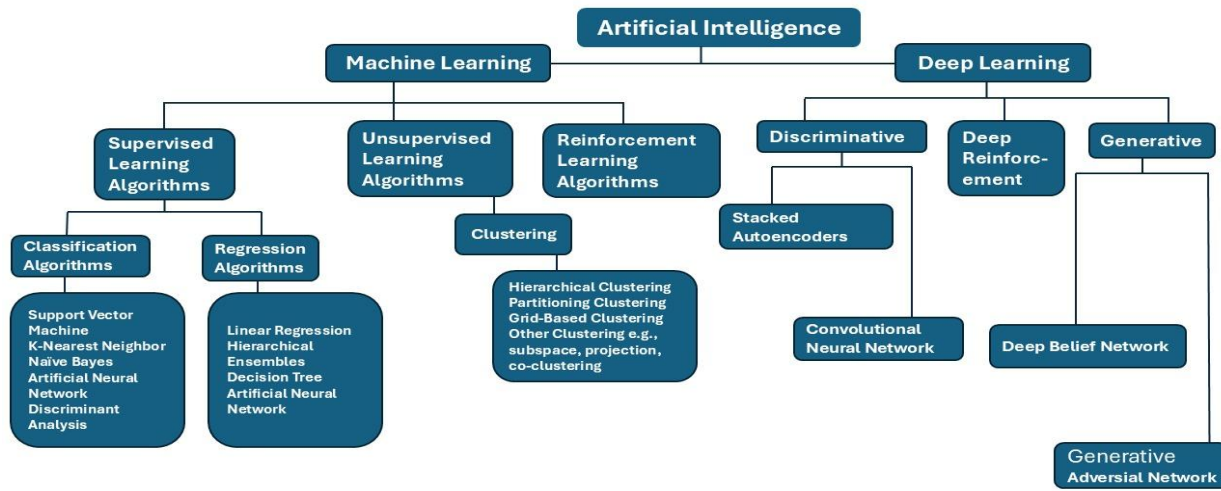 Artificial Intelligence
Machine Learning
Deep Learning
Supervised
Learning
Algorithms
Unsupervised
Learning
Algorithms
Reinforcement
Learning
Algorithms
Discriminative
Deep
Reinforc-
ement
Generative
Classification
Algorithms
Regression
Algorithms
Clustering
Stacked
Autoencoders
Support Vector
Machine
K-Nearest Neighbor
Naïve Bayes
Artificial Neural
Network
Discriminant
Analysis
Linear Regression
Hierarchical
Ensembles
Decision Tree
Artificial Neural
Network
Hierarchical Clustering
Partitioning Clustering
Grid-Based Clustering
Other Clustering e.g.,
subspace, projection,
co-clustering
Convolutional
Neural Network
Deep Belief Network
Generative
Adversial Network